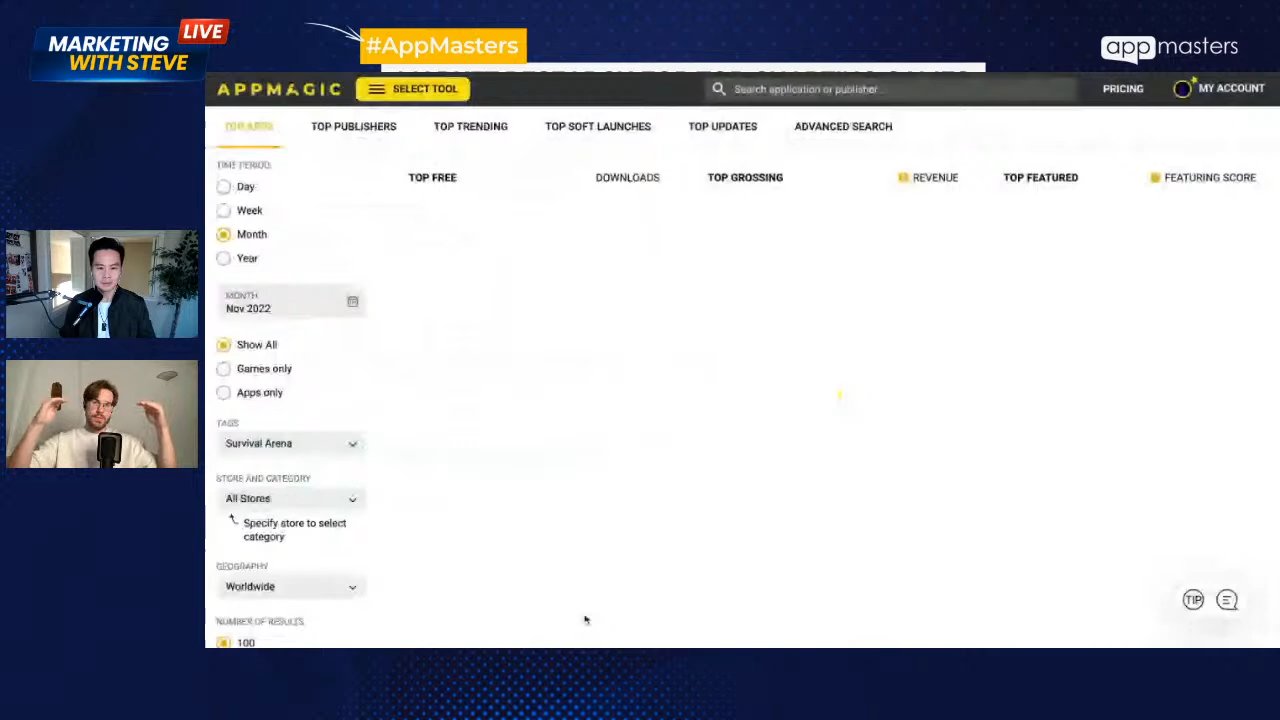 MARKETING
LIVE
WITH STEVE
#AppMasters
appmasters
APPMAGIC
SELECT TOOL
Search application or publisher...
PRICING
MY ACCOUNT
TOP APPS
TOP PUBLISHERS
TOP TRENDING
TOP SOFT LAUNCHES
TOP UPDATES
ADVANCED SEARCH
TIME PERIOD
Day
Week
Month
Year
MONTH
Nov 2022
Show All
Games only
Apps only
TAGS
Survival Arena
STORE AND CATEGORY
All Stores
Specify store to select
category
GEOGRAPHY
Worldwide
NUMBER OF RESULTS
100
TOP FREE
DOWNLOADS
TOP GROSSING
REVENUE
TOP FEATURED
FEATURING SCORE
TIP